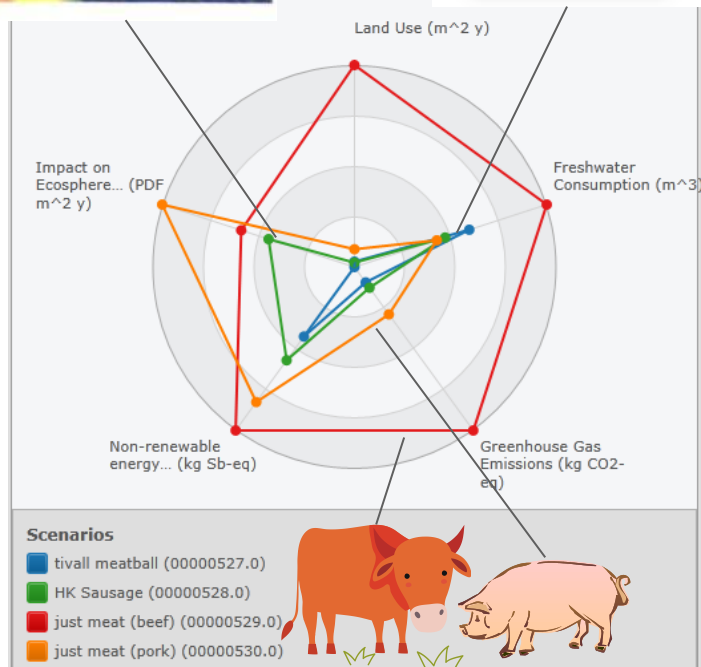 Land Use (m^2 y)
Impact on
Ecosphere... (PDF
m^2 y)
Freshwater
Consumption (m^3)
Non-renewable
energy... (kg Sb-eq)
Greenhouse Gas
Emissions (kg CO2-
eq)
Scenarios
tivall meatball (00000527.0)
HK Sausage (00000528.0)
just meat (beef) (00000529.0)
just meat (pork) (00000530.0)